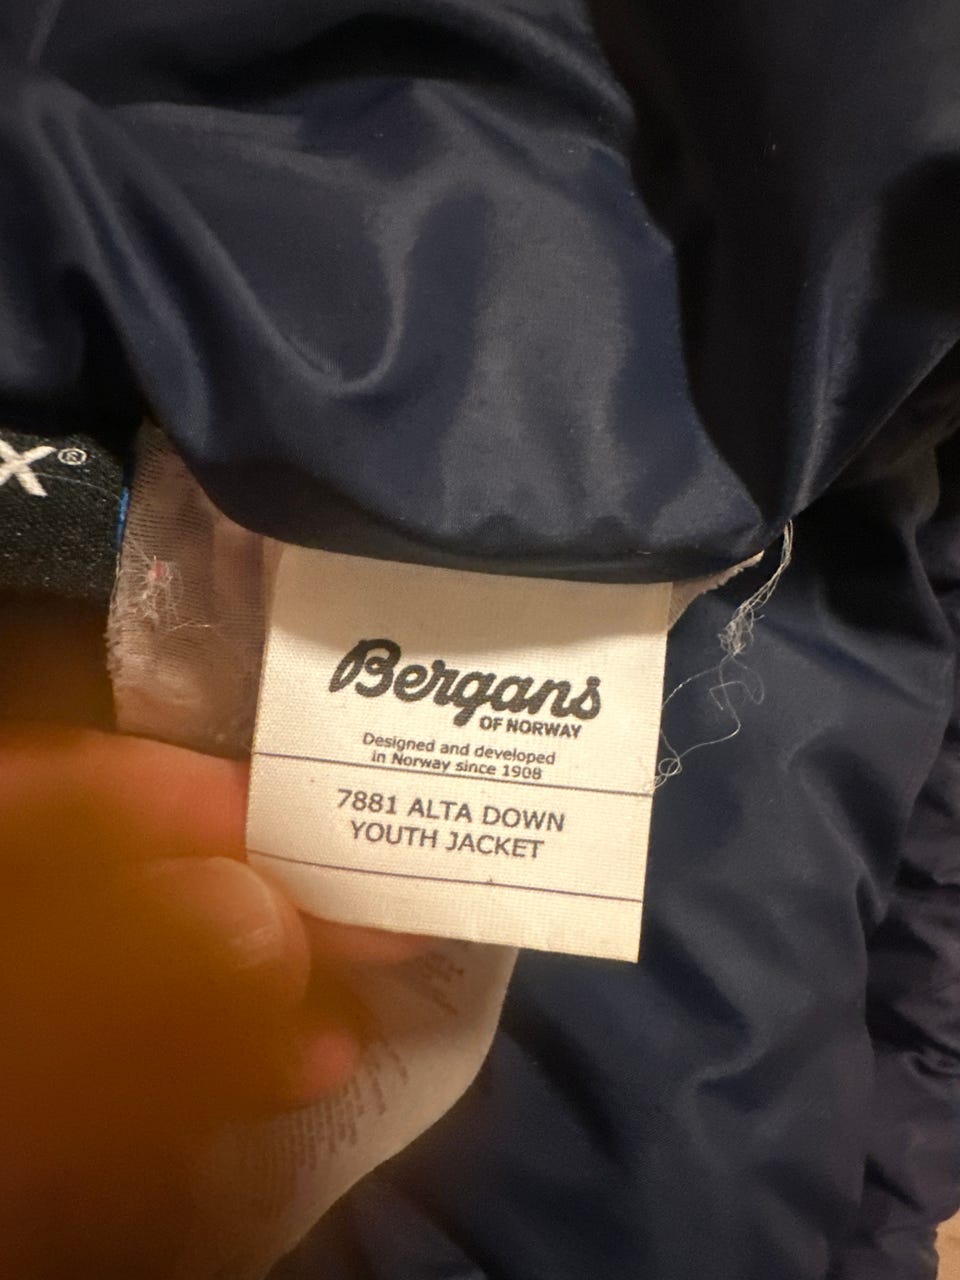 X®
Bergans
OF NORWAY
Designed and developed
in Norway since 1908
7881 ALTA DOWN
YOUTH JACKET